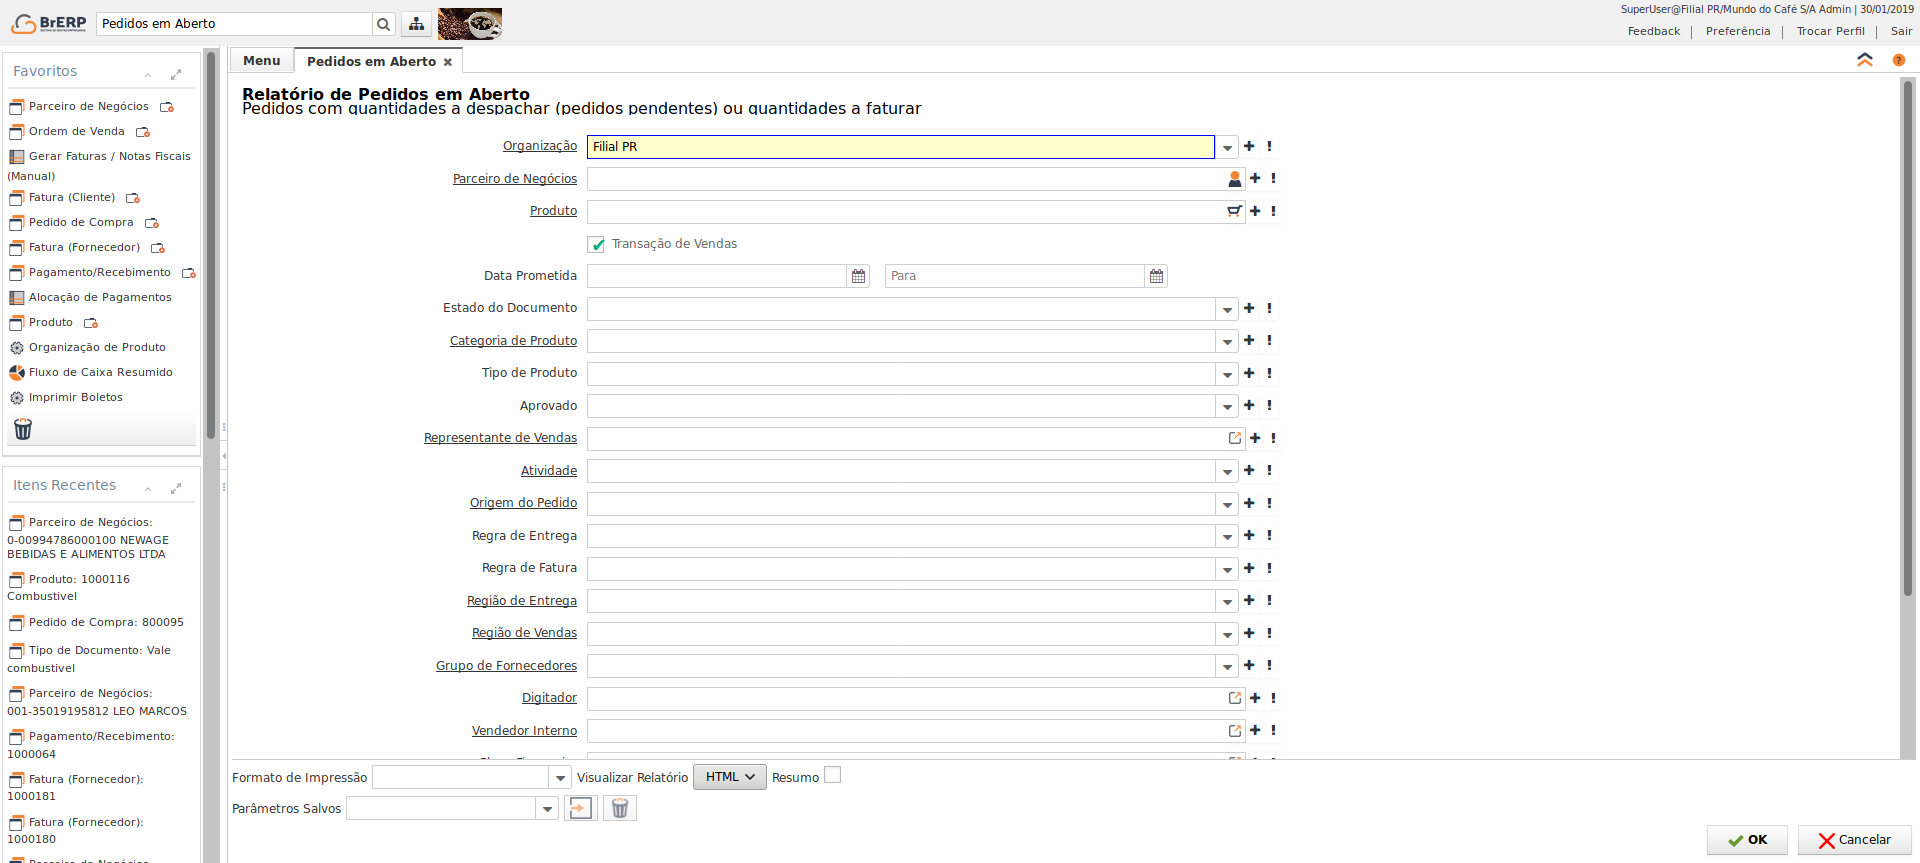 BrERP
Pedidos em Aberto
SuperUser@Filial PR/Mundo do Café S/A Admin | 30/01/2019
Feedback | Preferência | Trocar Perfil | Sair
Favoritos
Parceiro de Negócios
Ordem de Venda
Gerar Faturas / Notas Fiscais
(Manual)
Fatura (Cliente)
Pedido de Compra
Fatura (Fornecedor)
Pagamento/Recebimento
Alocação de Pagamentos
Produto
Organização de Produto
Fluxo de Caixa Resumido
Imprimir Boletos
Itens Recentes
Parceiro de Negócios:
0-00994786000100 NEWAGE
BEBIDAS E ALIMENTOS LTDA
Produto: 1000116
Combustivel
Pedido de Compra: 800095
Tipo de Documento: Vale
combustivel
Parceiro de Negócios:
001-35019195812 LEO MARCOS
Pagamento/Recebimento:
1000064
Fatura (Fornecedor):
1000181
Fatura (Fornecedor):
1000180
Parceiro de Negócios
Menu
Pedidos em Aberto
Relatório de Pedidos em Aberto
Pedidos com quantidades a despachar (pedidos pendentes) ou quantidades a faturar
Organização Filial PR
Parceiro de Negócios
Produto
Transação de Vendas
Data Prometida Para
Estado do Documento
Categoria de Produto
Tipo de Produto
Aprovado
Representante de Vendas
Atividade
Origem do Pedido
Regra de Entrega
Regra de Fatura
Região de Entrega
Região de Vendas
Grupo de Fornecedores
Digitador
Vendedor Interno
Formato de Impressão Visualizar Relatório HTML Resumo
Parâmetros Salvos
OK Cancelar